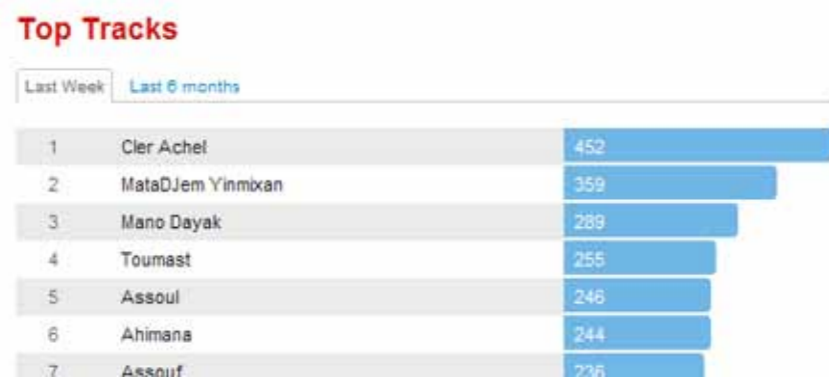 Top Tracks
Last Week Last 6 months
1 Cler Achel 452
2 MataDJem Yinmixan 359
3 Mano Dayak 289
4 Toumast 255
5 Assoul 246
6 Ahimana 244
7 Assouf 236